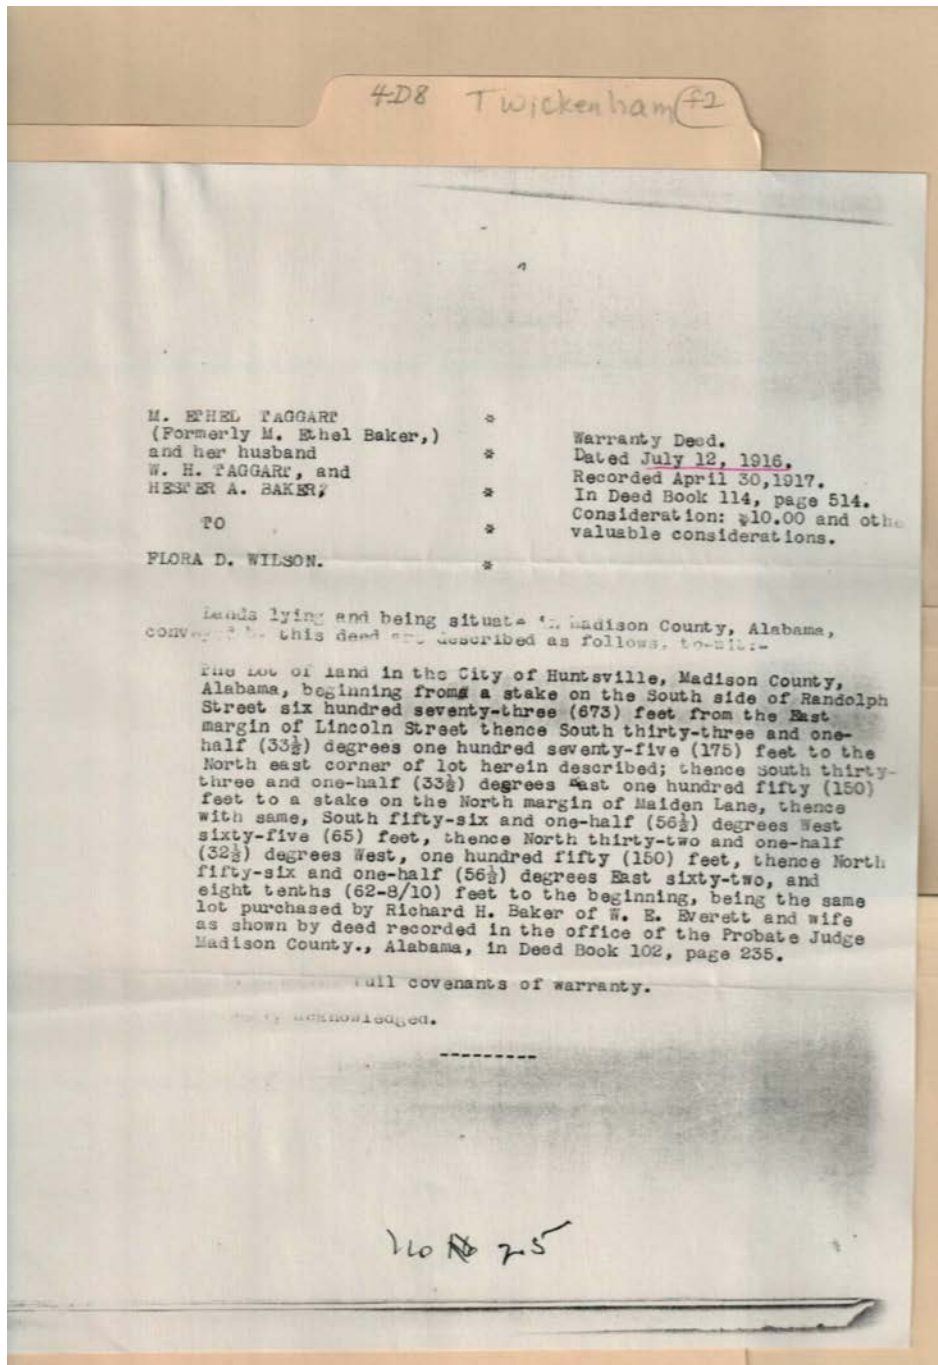 4-D8 Twickenham f2
M. ETHEL TAGGART *
(Formerly M. Ethel Baker,) Warranty Deed.
and her husband * Dated July 12, 1916.
W. H. TAGGART, and Recorded April 30,1917.
HESTER A. BAKER, * In Deed Book 114, page 514.
TO * Consideration: $10.00 and othe
valuable considerations.
FLORA D. WILSON. *
Lands lying and being situate in Madison County, Alabama,
conveyed by this deed are described as follows, to-wit:-
The Lot of land in the City of Huntsville, Madison County,
Alabama, beginning from a stake on the South side of Randolph
Street six hundred seventy-three (673) feet from the East
margin of Lincoln Street thence South thirty-three and one-
half (33½) degrees one hundred seventy-five (175) feet to the
North east corner of lot herein described; thence South thirty-
three and one-half (33½) degrees East one hundred fifty (150)
feet to a stake on the North margin of Maiden Lane, thence
with same, South fifty-six and one-half (56½) degrees West
sixty-five (65) feet, thence North thirty-two and one-half
(32½) degrees West, one hundred fifty (150) feet, thence North
fifty-six and one-half (56½) degrees East sixty-two, and
eight tenths (62-8/10) feet to the beginning, being the same
lot purchased by Richard H. Baker of W. E. Everett and wife
as shown by deed recorded in the office of the Probate Judge
Madison County., Alabama, in Deed Book 102, page 235.
full covenants of warranty.
acknowledged.
---------